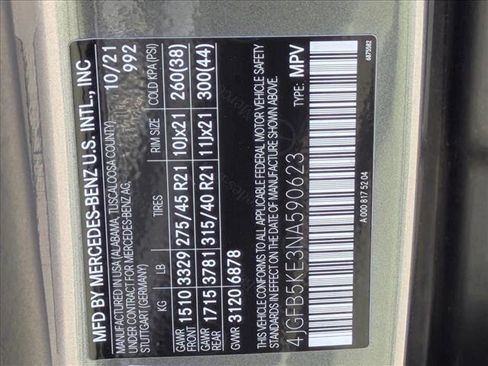 MFD BY MERCEDES-BENZ U.S. INTL., INC
MANUFACTURED IN USA (ALABAMA, TUSCALOOSA COUNTY) 10/21
UNDER CONTRACT FOR MERCEDES-BENZ AG, 992
STUTTGART (GERMANY)
KG LB TIRES RIM SIZE COLD KPA (PSI)
GAWR FRONT 1510 3329 275/45 R21 10Jx21 260(38)
GAWR REAR 1715 3781 315/40 R21 11Jx21 300(44)
GVWR 3120 6878
THIS VEHICLE CONFORMS TO ALL APPLICABLE FEDERAL MOTOR VEHICLE SAFETY
STANDARDS IN EFFECT ON THE DATE OF MANUFACTURE SHOWN ABOVE.
TYPE: MPV
4JGFB5KE3NA590623
A 000 817 52 04
6875582